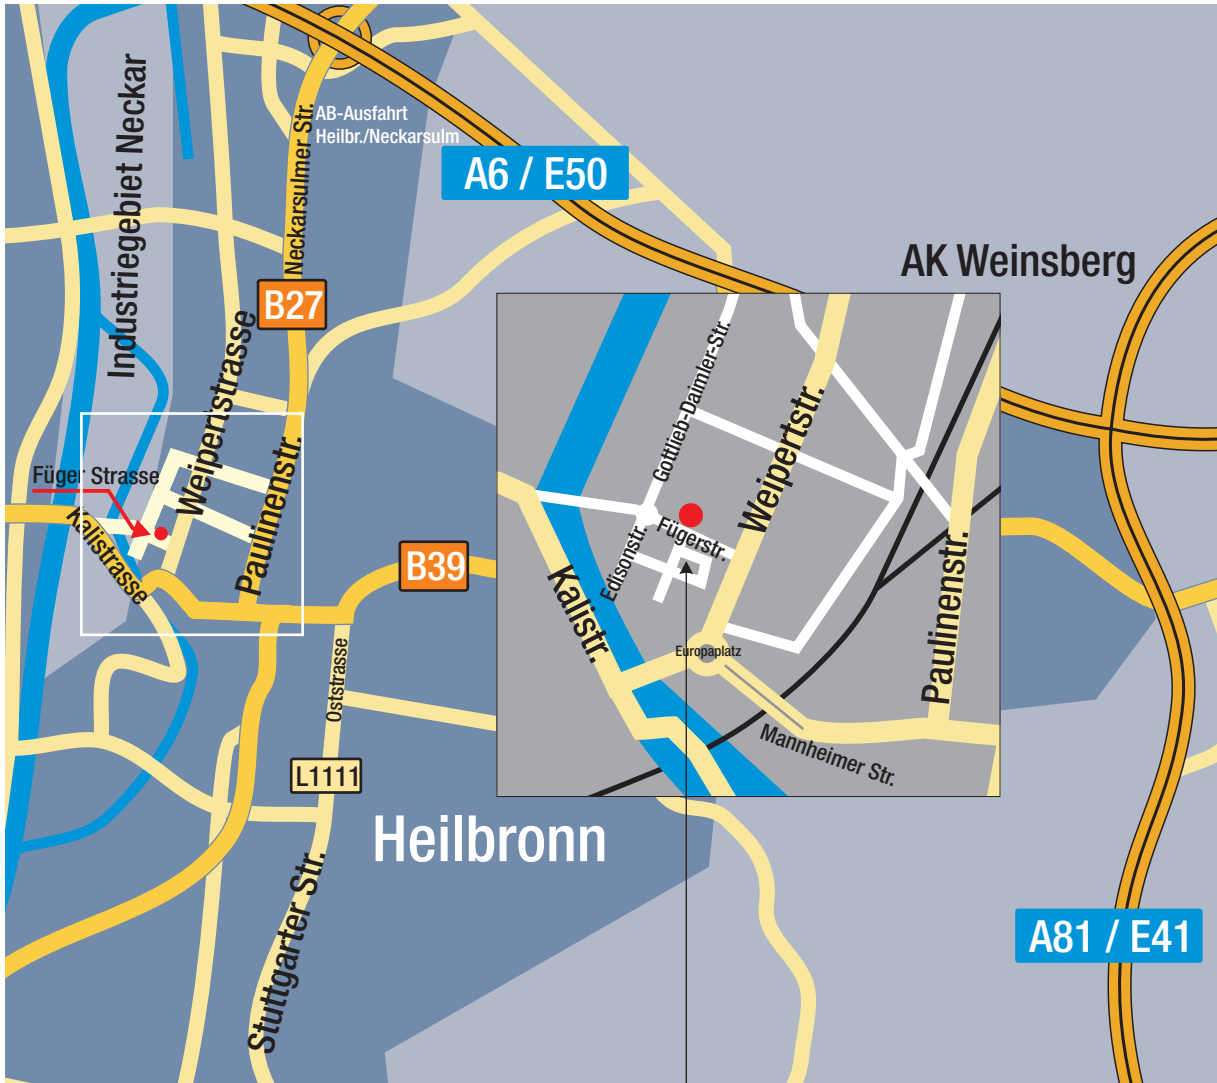 Industriegebiet Neckar
Neckarsulmer Str.
AB-Ausfahrt
Heilbr./Neckarsulm
A6 / E50
AK Weinsberg
B27
Weipertstrasse
Füger Strasse
Kalistrasse
Paulinenstr.
B39
Oststrasse
L1111
Heilbronn
Stuttgarter Str.
A81 / E41
Gottlieb-Daimler-Str.
Weipertstr.
Fügerstr.
Edisonstr.
Kalistr.
Europaplatz
Paulinenstr.
Mannheimer Str.